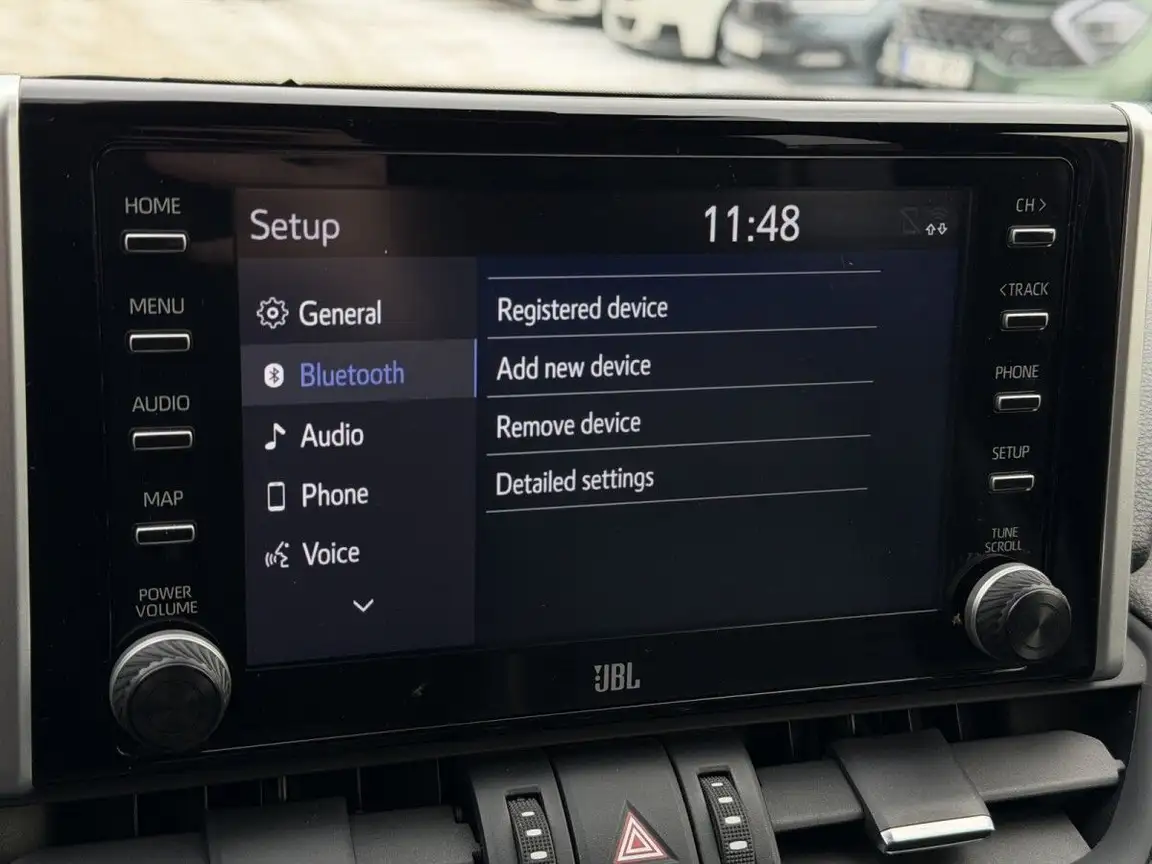 HOME
MENU
AUDIO
MAP
POWER
VOLUME
Setup
11:48
General
Bluetooth
Audio
Phone
Voice
Registered device
Add new device
Remove device
Detailed settings
CH >
< TRACK
PHONE
SETUP
TUNE
SCROLL
JBL